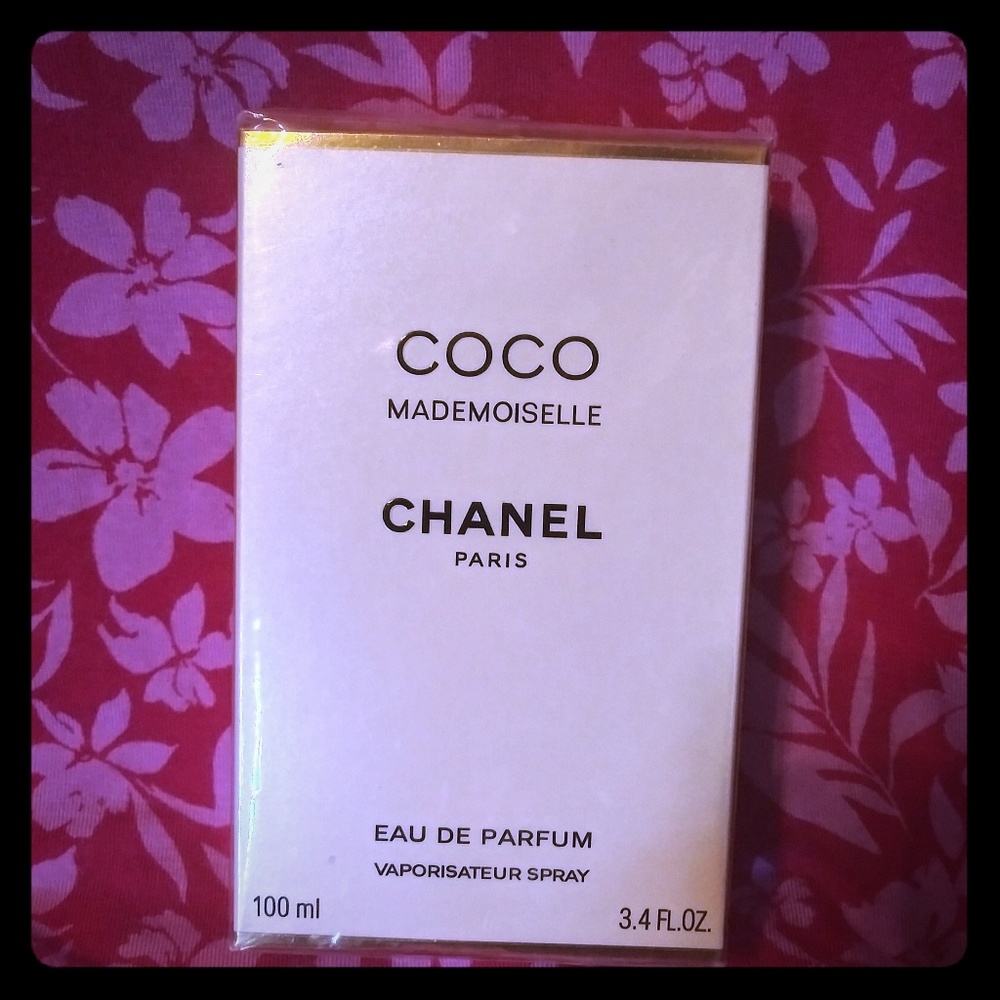 COCO
MADEMOISELLE
CHANEL
PARIS
EAU DE PARFUM
VAPORISATEUR SPRAY
100 ml 3.4 FL.OZ.